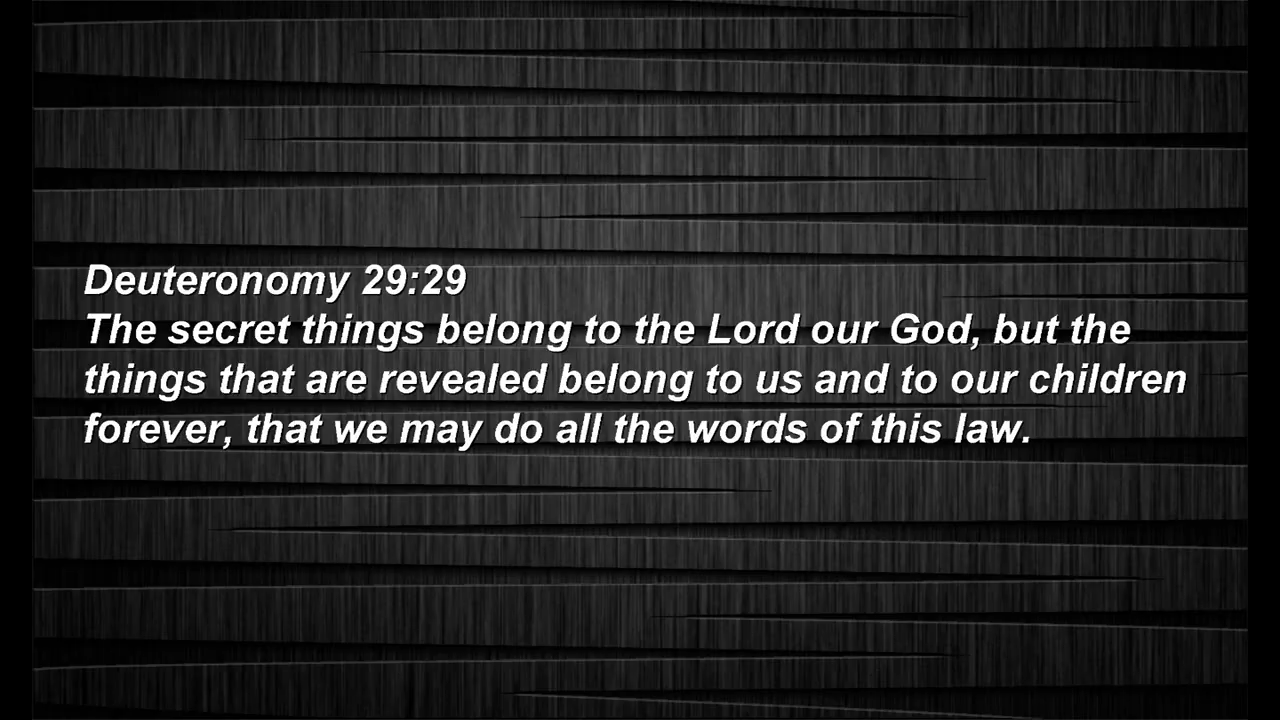 Deuteronomy 29:29
The secret things belong to the Lord our God, but the
things that are revealed belong to us and to our children
forever, that we may do all the words of this law.